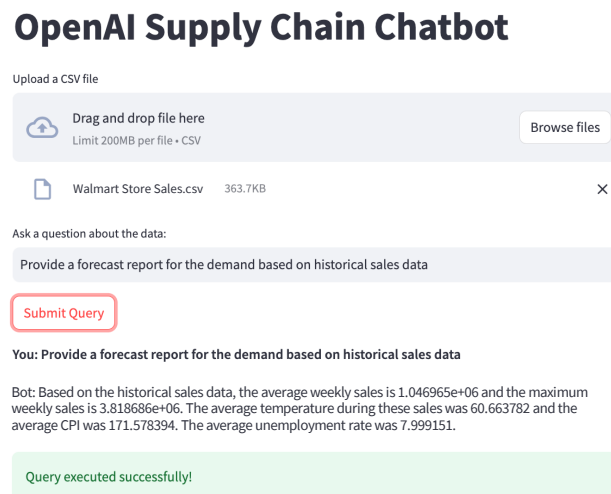 OpenAI Supply Chain Chatbot
Upload a CSV file
Drag and drop file here
Limit 200MB per file • CSV
Browse files
Walmart Store Sales.csv 363.7KB
Ask a question about the data:
Provide a forecast report for the demand based on historical sales data
Submit Query
You: Provide a forecast report for the demand based on historical sales data
Bot: Based on the historical sales data, the average weekly sales is 1.046965e+06 and the maximum
weekly sales is 3.818686e+06. The average temperature during these sales was 60.663782 and the
average CPI was 171.578394. The average unemployment rate was 7.999151.
Query executed successfully!